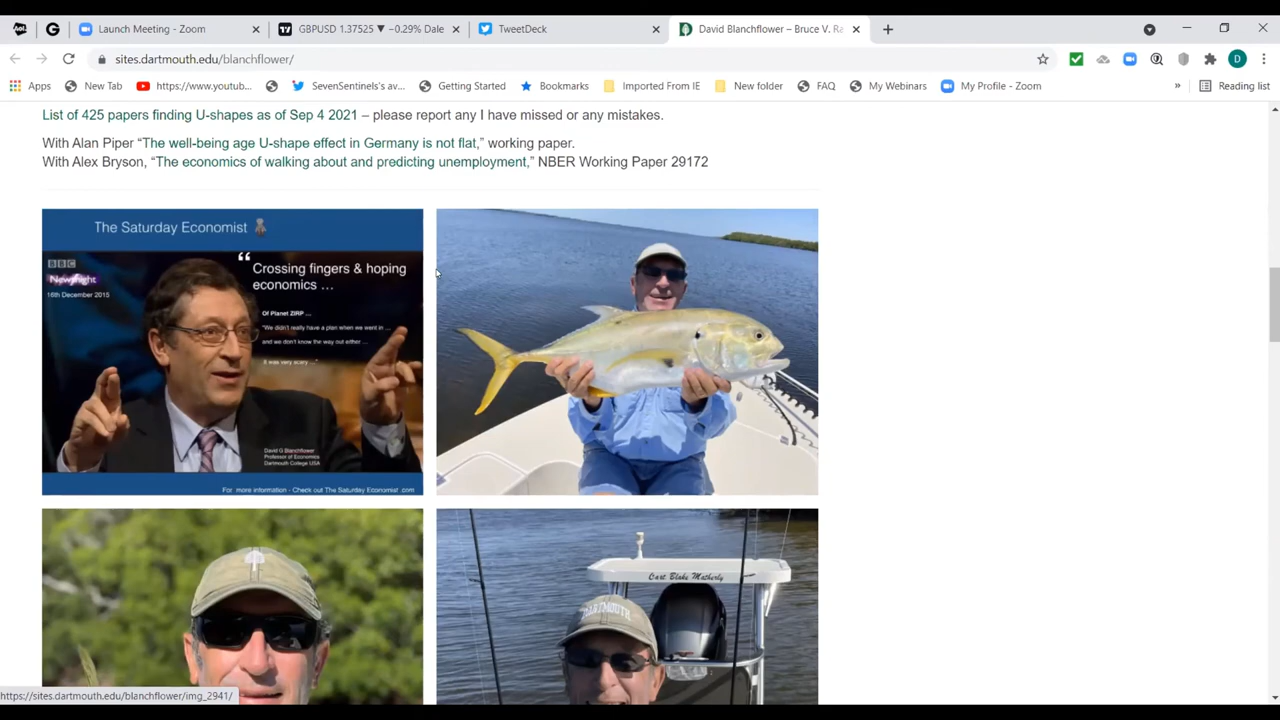 Aol.
G
Launch Meeting - Zoom
GBPUSD 1.37525 ▼ −0.29% Dale
TweetDeck
David Blanchflower – Bruce V. Ra
sites.dartmouth.edu/blanchflower/
D
Apps
New Tab
https://www.youtub...
SevenSentinels's av...
Getting Started
Bookmarks
Imported From IE
New folder
FAQ
My Webinars
My Profile - Zoom
»
Reading list
List of 425 papers finding U-shapes as of Sep 4 2021 – please report any I have missed or any mistakes.
With Alan Piper “The well-being age U-shape effect in Germany is not flat,” working paper.
With Alex Bryson, “The economics of walking about and predicting unemployment,” NBER Working Paper 29172
The Saturday Economist
BBC
Newsnight
16th December 2015
“ Crossing fingers & hoping
economics ...
Of Planet ZIRP ...
"We didn't really have a plan when we went in ...
and we don't know the way out either ...
It was very scary ..."
David G Blanchflower
Professor of Economics
Dartmouth College USA
For more information - Check out The Saturday Economist .com
Capt Blake Matherly
DARTMOUTH
https://sites.dartmouth.edu/blanchflower/img_2941/